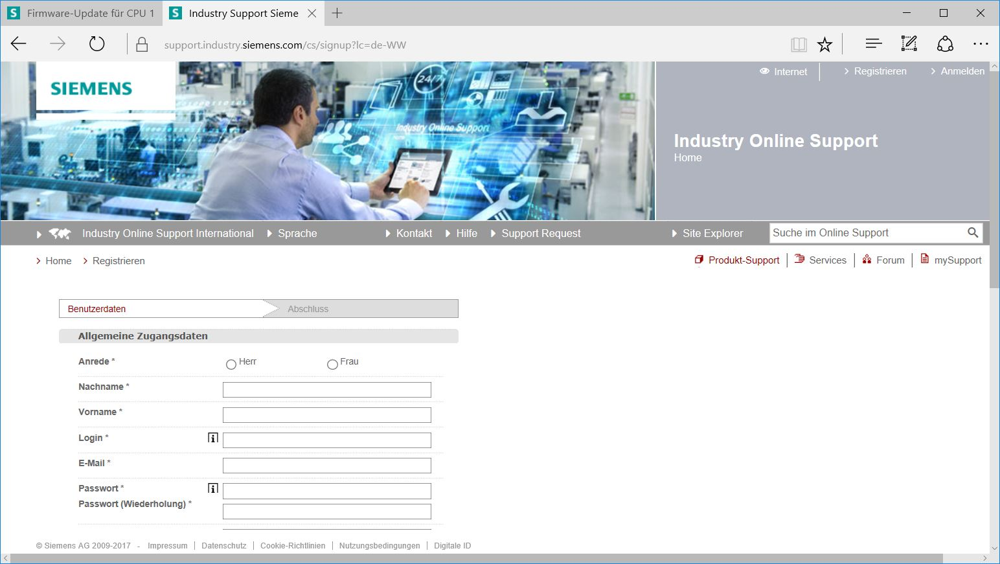 Firmware-Update für CPU 1
Industry Support Sieme
support.industry.siemens.com/cs/signup?lc=de-WW
SIEMENS
24/7
Industry Online Support
Internet
Registrieren
Anmelden
Industry Online Support
Home
Industry Online Support International
Sprache
Kontakt
Hilfe
Support Request
Site Explorer
Suche im Online Support
Home
Registrieren
Produkt-Support
Services
Forum
mySupport
Benutzerdaten
Abschluss
Allgemeine Zugangsdaten
Anrede *
Herr
Frau
Nachname *
Vorname *
Login *
E-Mail *
Passwort *
Passwort (Wiederholung) *
© Siemens AG 2009-2017 - Impressum | Datenschutz | Cookie-Richtlinien | Nutzungsbedingungen | Digitale ID